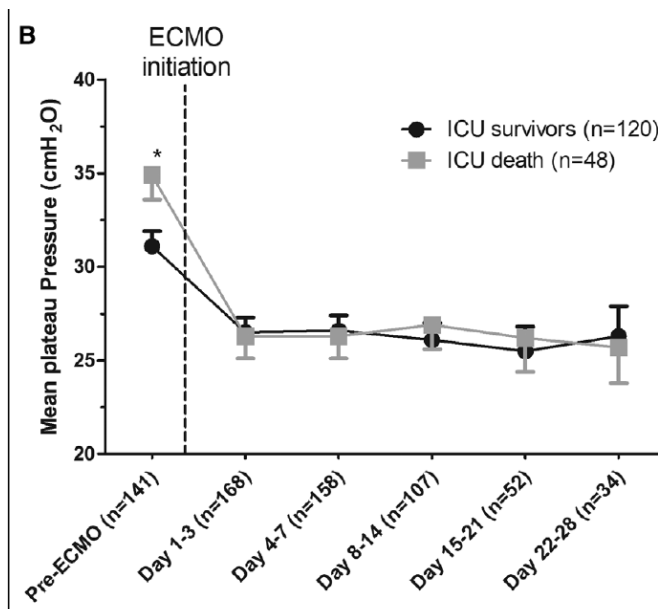 B
ECMO
initiation
40
35
30
25
20
Mean plateau Pressure (cmH₂O)
*
ICU survivors (n=120)
ICU death (n=48)
Pre-ECMO (n=141)
Day 1-3 (n=168)
Day 4-7 (n=158)
Day 8-14 (n=107)
Day 15-21 (n=52)
Day 22-28 (n=34)